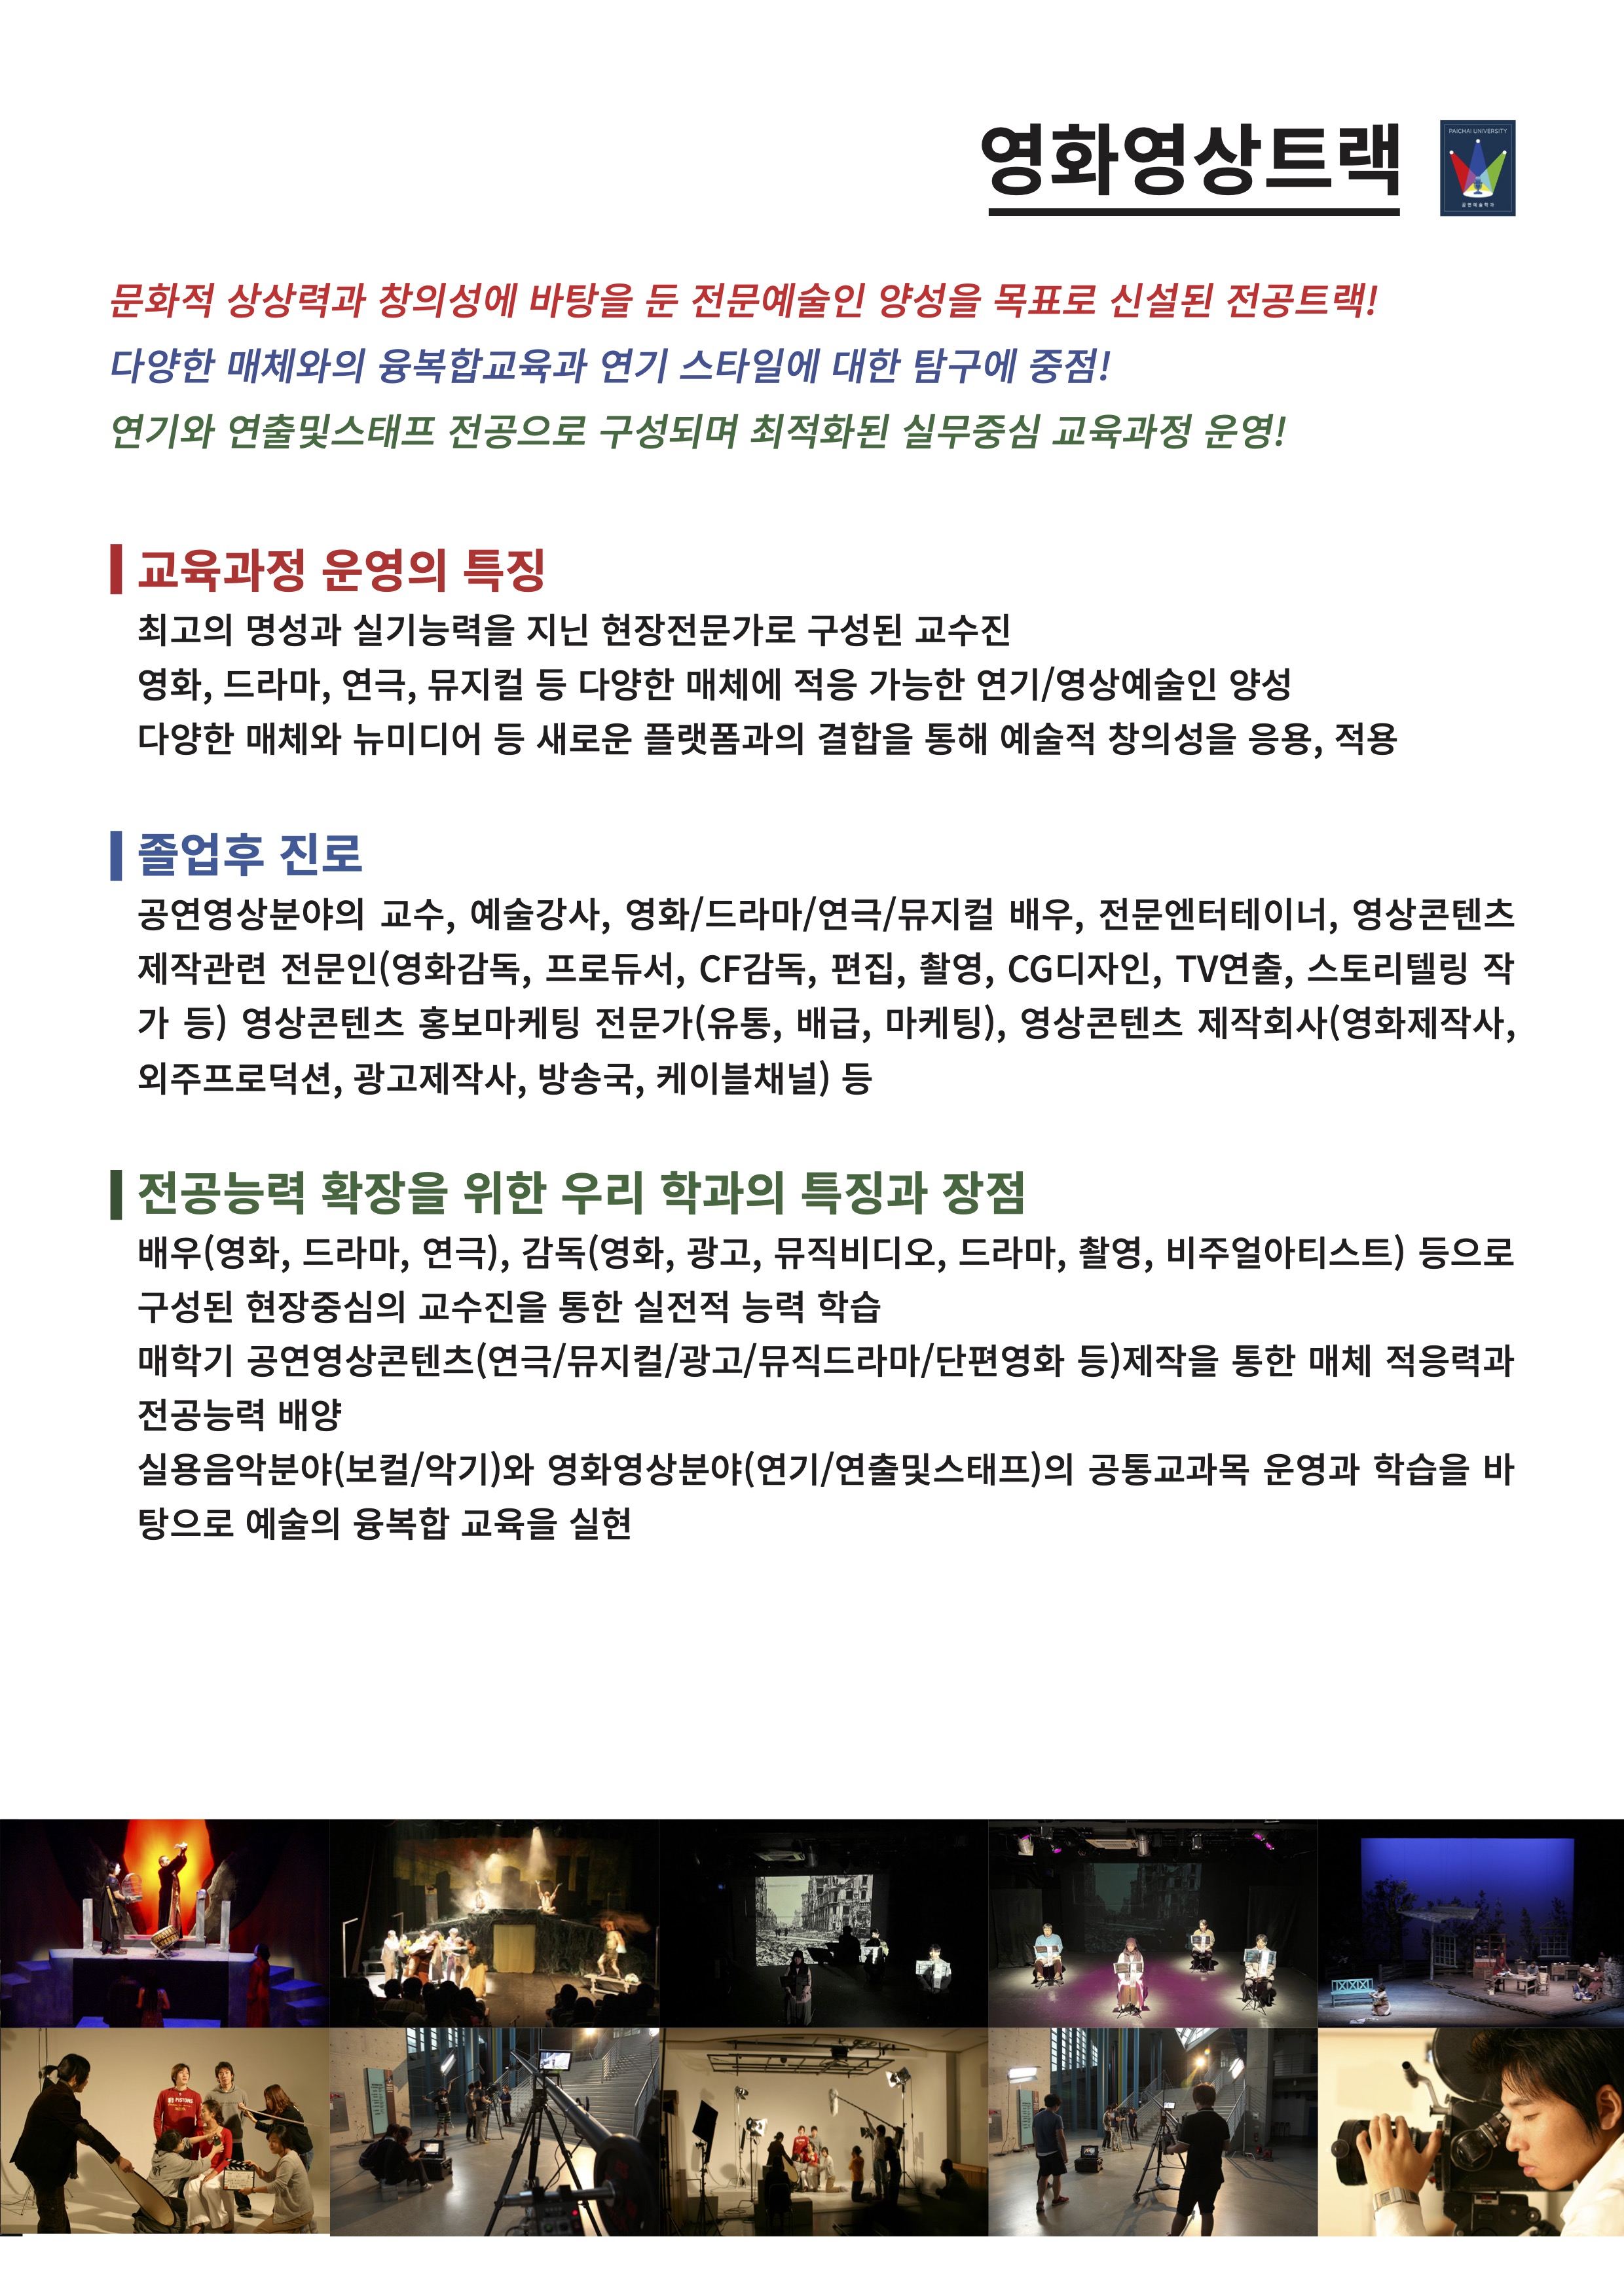 영화영상트랙
PAICHAI UNIVERSITY
공연예술학과
문화적 상상력과 창의성에 바탕을 둔 전문예술인 양성을 목표로 신설된 전공트랙!
다양한 매체와의 융복합교육과 연기 스타일에 대한 탐구에 중점!
연기와 연출및스태프 전공으로 구성되며 최적화된 실무중심 교육과정 운영!
교육과정 운영의 특징
최고의 명성과 실기능력을 지닌 현장전문가로 구성된 교수진
영화, 드라마, 연극, 뮤지컬 등 다양한 매체에 적응 가능한 연기/영상예술인 양성
다양한 매체와 뉴미디어 등 새로운 플랫폼과의 결합을 통해 예술적 창의성을 응용, 적용
졸업후 진로
공연영상분야의 교수, 예술강사, 영화/드라마/연극/뮤지컬 배우, 전문엔터테이너, 영상콘텐츠
제작관련 전문인(영화감독, 프로듀서, CF감독, 편집, 촬영, CG디자인, TV연출, 스토리텔링 작
가 등) 영상콘텐츠 홍보마케팅 전문가(유통, 배급, 마케팅), 영상콘텐츠 제작회사(영화제작사,
외주프로덕션, 광고제작사, 방송국, 케이블채널) 등
전공능력 확장을 위한 우리 학과의 특징과 장점
배우(영화, 드라마, 연극), 감독(영화, 광고, 뮤직비디오, 드라마, 촬영, 비주얼아티스트) 등으로
구성된 현장중심의 교수진을 통한 실전적 능력 학습
매학기 공연영상콘텐츠(연극/뮤지컬/광고/뮤직드라마/단편영화 등)제작을 통한 매체 적응력과
전공능력 배양
실용음악분야(보컬/악기)와 영화영상분야(연기/연출및스태프)의 공통교과목 운영과 학습을 바
탕으로 예술의 융복합 교육을 실현
PISTONS